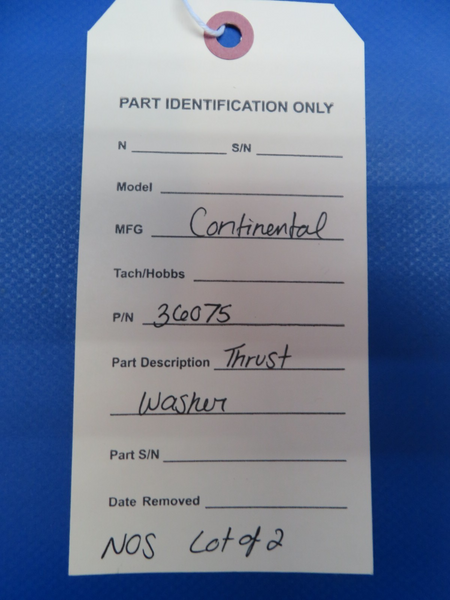 PART IDENTIFICATION ONLY
N S/N
Model
MFG Continental
Tach/Hobbs
P/N 36075
Part Description Thrust
Washer
Part S/N
Date Removed
NOS Lot of 2